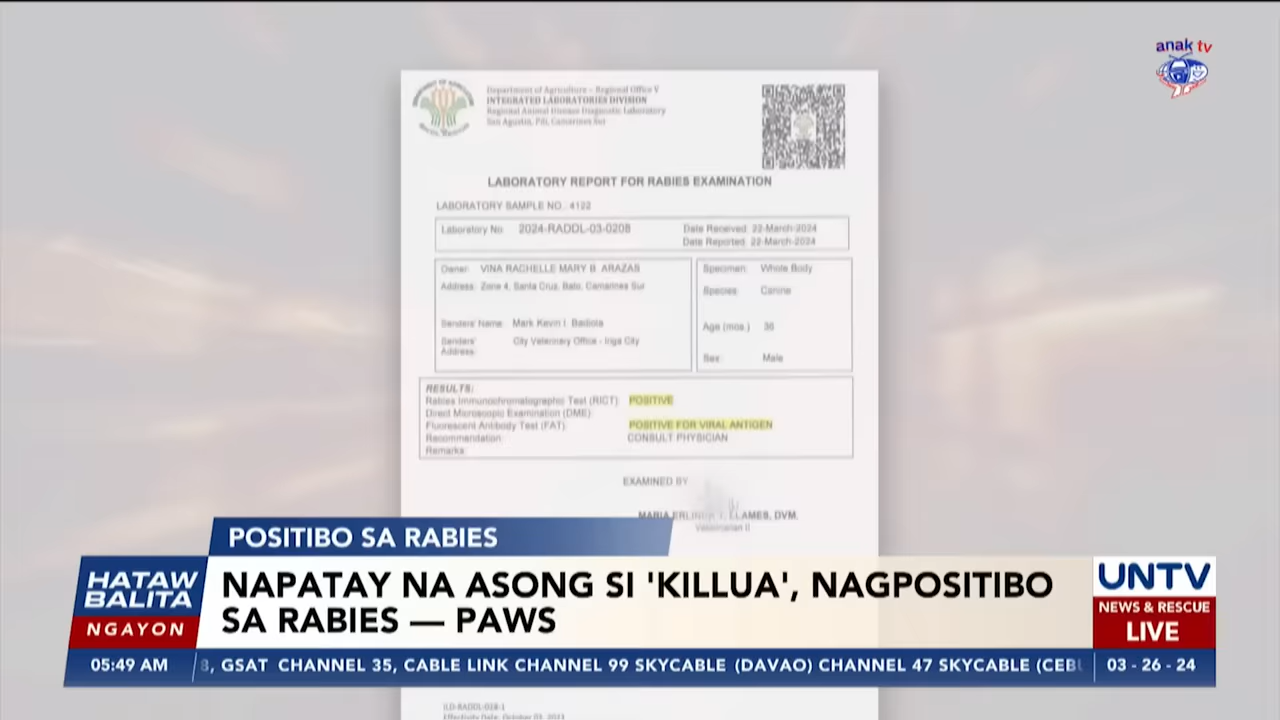 anak tv
Department of Agriculture – Regional Office V
INTEGRATED LABORATORIES DIVISION
Regional Animal Disease Diagnostic Laboratory
San Agustin, Pili, Camarines Sur
LABORATORY REPORT FOR RABIES EXAMINATION
LABORATORY SAMPLE NO.: 4122
Laboratory No. 2024-RADDL-03-0208
Date Received: 22-March-2024
Date Reported: 22-March-2024
Owner: VINA RACHELLE MARY B. ARAZAS
Address: Zone 4, Santa Cruz, Bato, Camarines Sur
Senders' Name: Mark Kevin I. Badiola
Senders' Address: City Veterinary Office - Iriga City
Specimen: Whole Body
Species: Canine
Age (mos.) 36
Sex: Male
RESULTS:
Rabies Immunochromatographic Test (RICT): POSITIVE
Direct Microscopic Examination (DME):
Fluorescent Antibody Test (FAT): POSITIVE FOR VIRAL ANTIGEN
Recommendation: CONSULT PHYSICIAN
Remarks:
EXAMINED BY
LLAMES, DVM.
Veterinarian II
POSITIBO SA RABIES
HATAW BALITA NGAYON
NAPATAY NA ASONG SI 'KILLUA', NAGPOSITIBO
SA RABIES — PAWS
UNTV
NEWS & RESCUE
LIVE
05:49 AM
8, GSAT CHANNEL 35, CABLE LINK CHANNEL 99 SKYCABLE (DAVAO) CHANNEL 47 SKYCABLE (CEBU
03 - 26 - 24
Effectivity Date: October 03, 2023